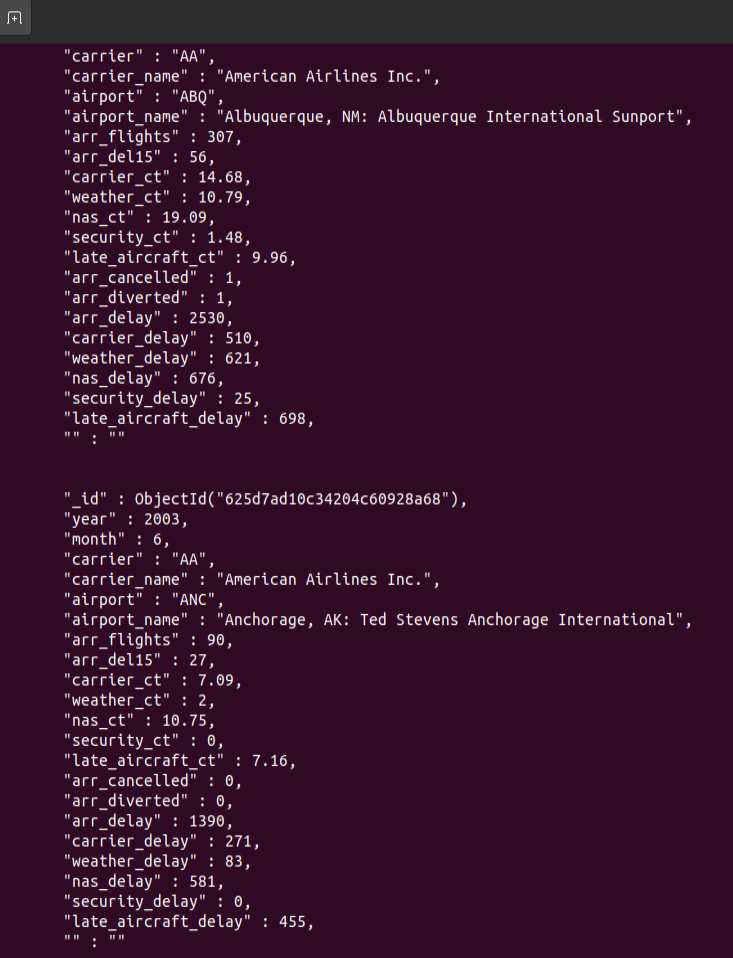 "carrier" : "AA",
"carrier_name" : "American Airlines Inc.",
"airport" : "ABQ",
"airport_name" : "Albuquerque, NM: Albuquerque International Sunport",
"arr_flights" : 307,
"arr_del15" : 56,
"carrier_ct" : 14.68,
"weather_ct" : 10.79,
"nas_ct" : 19.09,
"security_ct" : 1.48,
"late_aircraft_ct" : 9.96,
"arr_cancelled" : 1,
"arr_diverted" : 1,
"arr_delay" : 2530,
"carrier_delay" : 510,
"weather_delay" : 621,
"nas_delay" : 676,
"security_delay" : 25,
"late_aircraft_delay" : 698,
"" : ""
"_id" : ObjectId("625d7ad10c34204c60928a68"),
"year" : 2003,
"month" : 6,
"carrier" : "AA",
"carrier_name" : "American Airlines Inc.",
"airport" : "ANC",
"airport_name" : "Anchorage, AK: Ted Stevens Anchorage International",
"arr_flights" : 90,
"arr_del15" : 27,
"carrier_ct" : 7.09,
"weather_ct" : 2,
"nas_ct" : 10.75,
"security_ct" : 0,
"late_aircraft_ct" : 7.16,
"arr_cancelled" : 0,
"arr_diverted" : 0,
"arr_delay" : 1390,
"carrier_delay" : 271,
"weather_delay" : 83,
"nas_delay" : 581,
"security_delay" : 0,
"late_aircraft_delay" : 455,
"" : ""